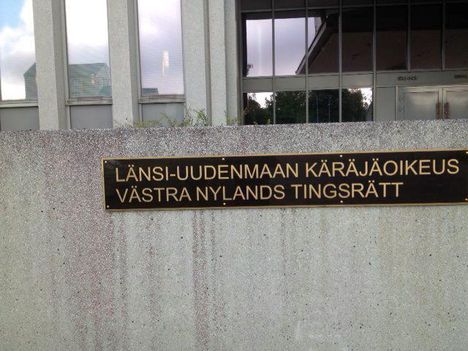 LÄNSI-UUDENMAAN KÄRÄJÄOIKEUS
VÄSTRA NYLANDS TINGSRÄTT